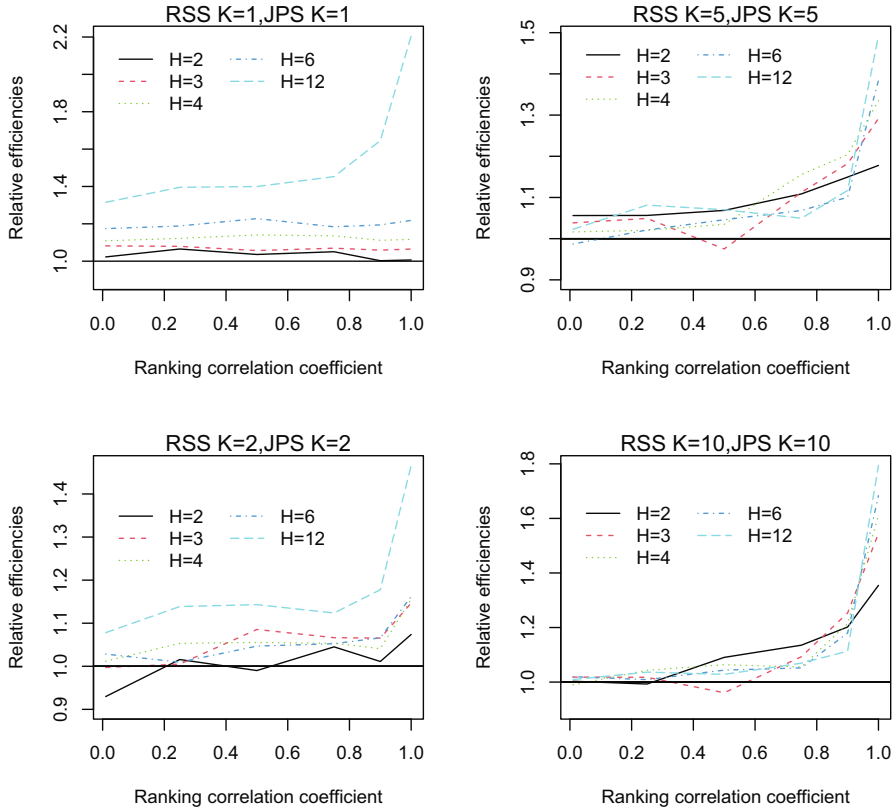 RSS K=1,JPS K=1
Relative efficiencies
2.2
1.8
1.4
1.0
H=2
H=3
H=4
H=6
H=12
0.0 0.2 0.4 0.6 0.8 1.0
Ranking correlation coefficient
RSS K=5,JPS K=5
Relative efficiencies
1.5
1.3
1.1
0.9
H=2
H=3
H=4
H=6
H=12
0.0 0.2 0.4 0.6 0.8 1.0
Ranking correlation coefficient
RSS K=2,JPS K=2
Relative efficiencies
1.4
1.3
1.2
1.1
1.0
0.9
H=2
H=3
H=4
H=6
H=12
0.0 0.2 0.4 0.6 0.8 1.0
Ranking correlation coefficient
RSS K=10,JPS K=10
Relative efficiencies
1.8
1.6
1.4
1.2
1.0
H=2
H=3
H=4
H=6
H=12
0.0 0.2 0.4 0.6 0.8 1.0
Ranking correlation coefficient